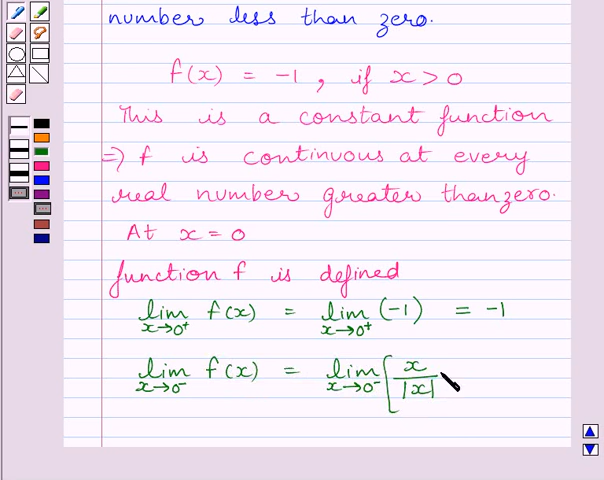 number less than zero.
f(x) = -1, if x > 0
This is a constant function
=> f is continuous at every
real number greater than zero.
At x = 0
function f is defined
lim x→0⁺ f(x) = lim x→0⁺ (-1) = -1
lim x→0⁻ f(x) = lim x→0⁻ [x/|x|